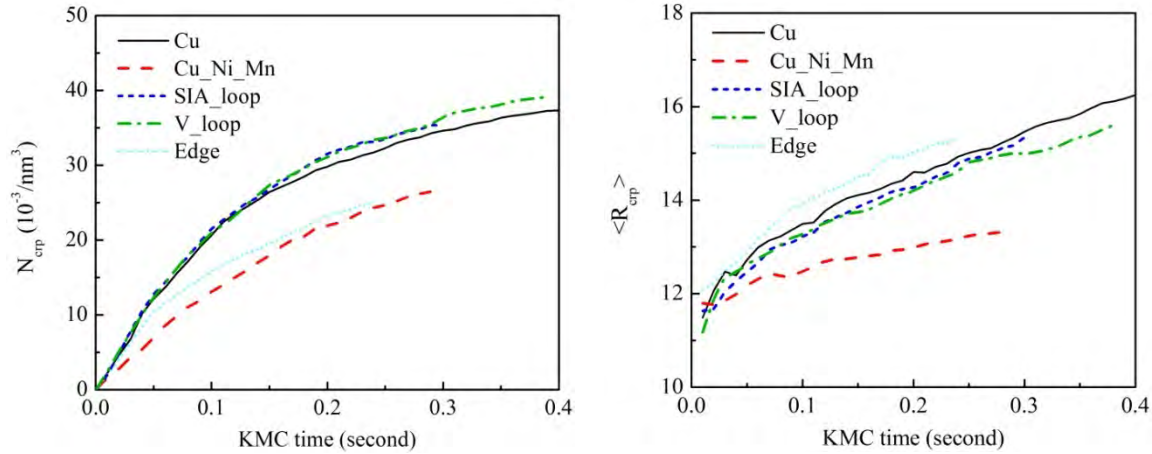 50
40
30
20
10
0
N_crp (10^-3/nm^3)
Cu
Cu_Ni_Mn
SIA_loop
V_loop
Edge
0.0 0.1 0.2 0.3 0.4
KMC time (second)
18
16
14
12
10
<R_crp>
Cu
Cu_Ni_Mn
SIA_loop
V_loop
Edge
0.0 0.1 0.2 0.3 0.4
KMC time (second)